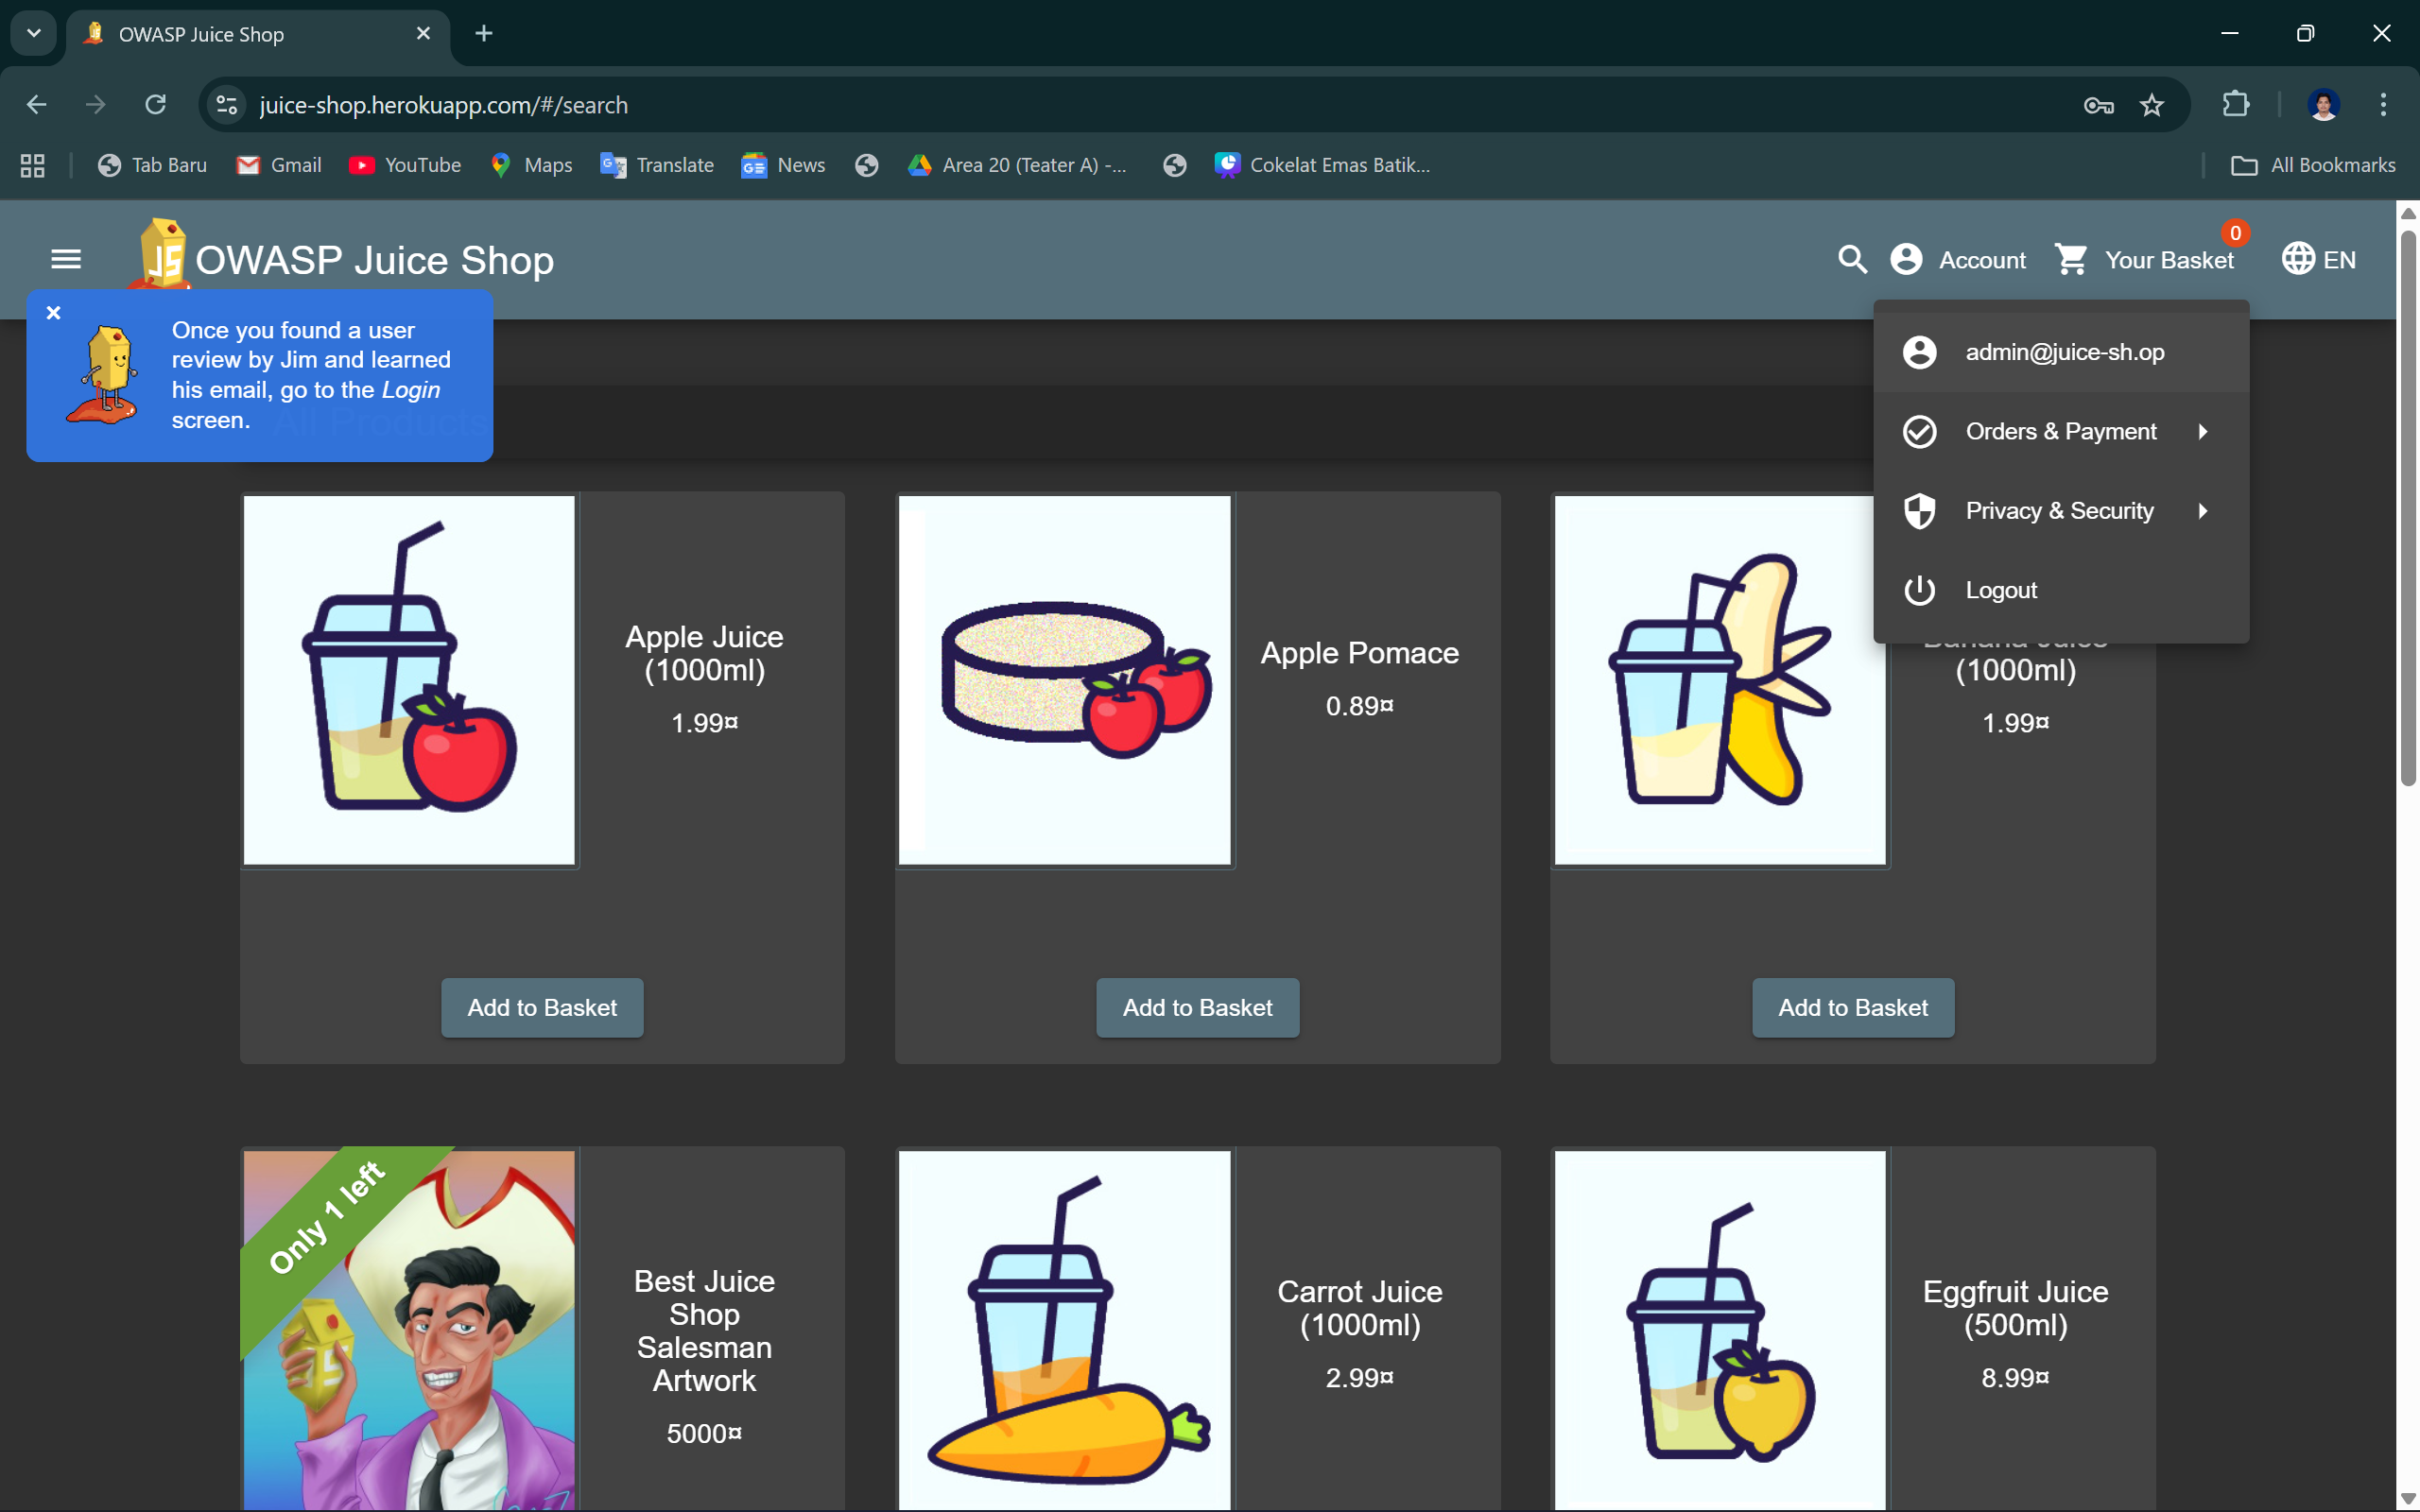 OWASP Juice Shop
juice-shop.herokuapp.com/#/search
Tab Baru
Gmail
YouTube
Maps
Translate
News
Area 20 (Teater A) -...
Cokelat Emas Batik...
All Bookmarks
JS
OWASP Juice Shop
Account
Your Basket
0
EN
Once you found a user
review by Jim and learned
his email, go to the Login
screen.
All Products
admin@juice-sh.op
Orders & Payment
Privacy & Security
Logout
Apple Juice
(1000ml)
1.99¤
Apple Pomace
0.89¤
Banana Juice
(1000ml)
1.99¤
Add to Basket
Add to Basket
Add to Basket
Only 1 left
Best Juice
Shop
Salesman
Artwork
5000¤
Carrot Juice
(1000ml)
2.99¤
Eggfruit Juice
(500ml)
8.99¤